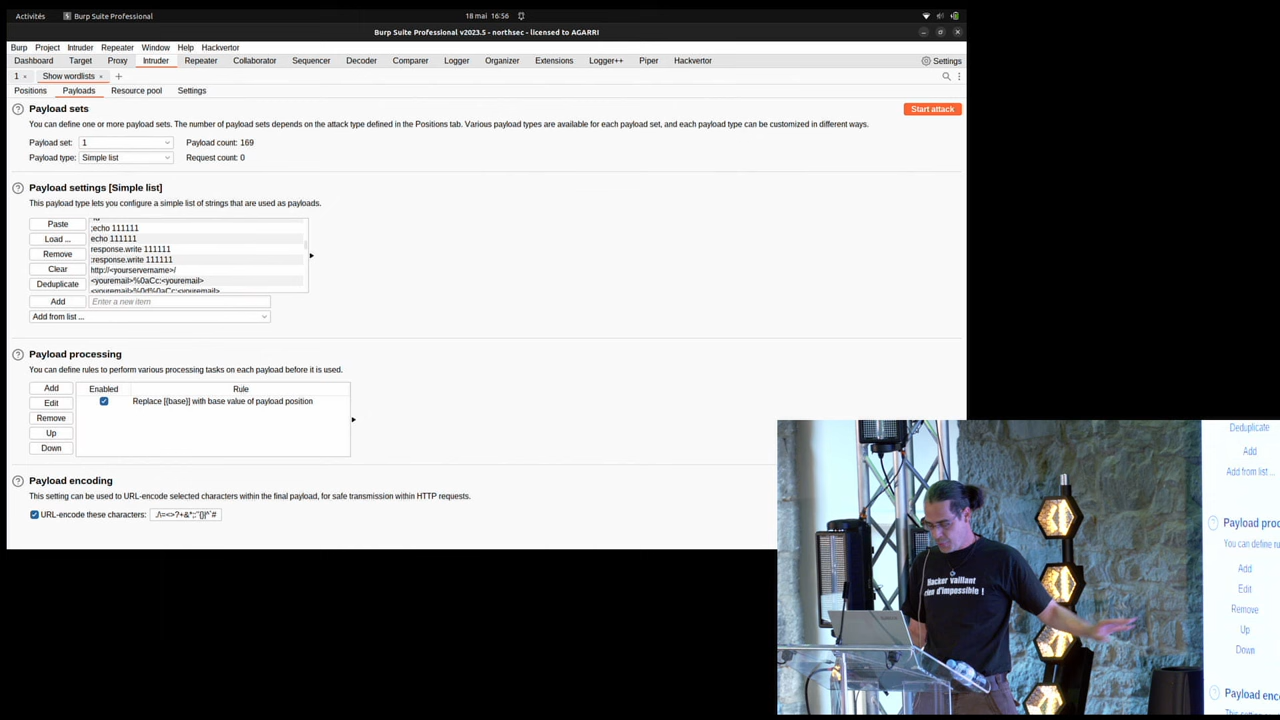 Activités
Burp Suite Professional
18 mai 16:56
Burp Suite Professional v2023.5 - northsec - licensed to AGARRI
Burp Project Intruder Repeater Window Help Hackvertor
Dashboard Target Proxy Intruder Repeater Collaborator Sequencer Decoder Comparer Logger Organizer Extensions Logger++ Piper Hackvertor Settings
1 × Show wordlists × +
Positions Payloads Resource pool Settings
Payload sets
Start attack
You can define one or more payload sets. The number of payload sets depends on the attack type defined in the Positions tab. Various payload types are available for each payload set, and each payload type can be customized in different ways.
Payload set: 1 Payload count: 169
Payload type: Simple list Request count: 0
Payload settings [Simple list]
This payload type lets you configure a simple list of strings that are used as payloads.
Paste
Load ...
Remove
Clear
Deduplicate
;echo 111111
echo 111111
response.write 111111
:response.write 111111
http://<yourservername>/
<youremail>%0aCc:<youremail>
<youremail>%0d%0aCc:<youremail>
Add Enter a new item
Add from list ...
Payload processing
You can define rules to perform various processing tasks on each payload before it is used.
Add
Edit
Remove
Up
Down
Enabled Rule
Replace [{base}] with base value of payload position
Payload encoding
This setting can be used to URL-encode selected characters within the final payload, for safe transmission within HTTP requests.
URL-encode these characters: ./\=<>?+&*;:"{}|^`#
Hacker vaillant
rien d'impossible !
Deduplicate
Add
Add from list ...
Payload proc
You can define ru
Add
Edit
Remove
Up
Down
Payload enc